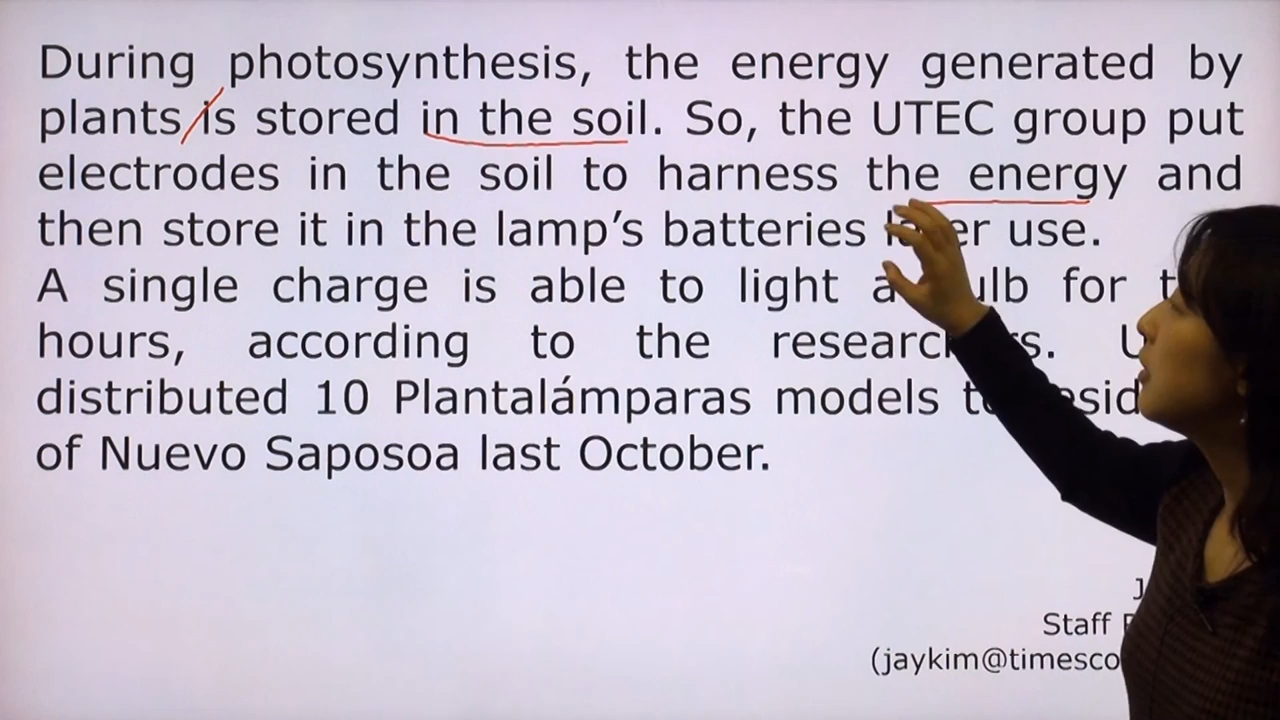 During photosynthesis, the energy generated by
plants is stored in the soil. So, the UTEC group put
electrodes in the soil to harness the energy and
then store it in the lamp’s batteries use.
A single charge is able to light for
hours, according to the
distributed 10 Plantalámparas models
of Nuevo Saposoa last October.
Staff
(jaykim@timesco